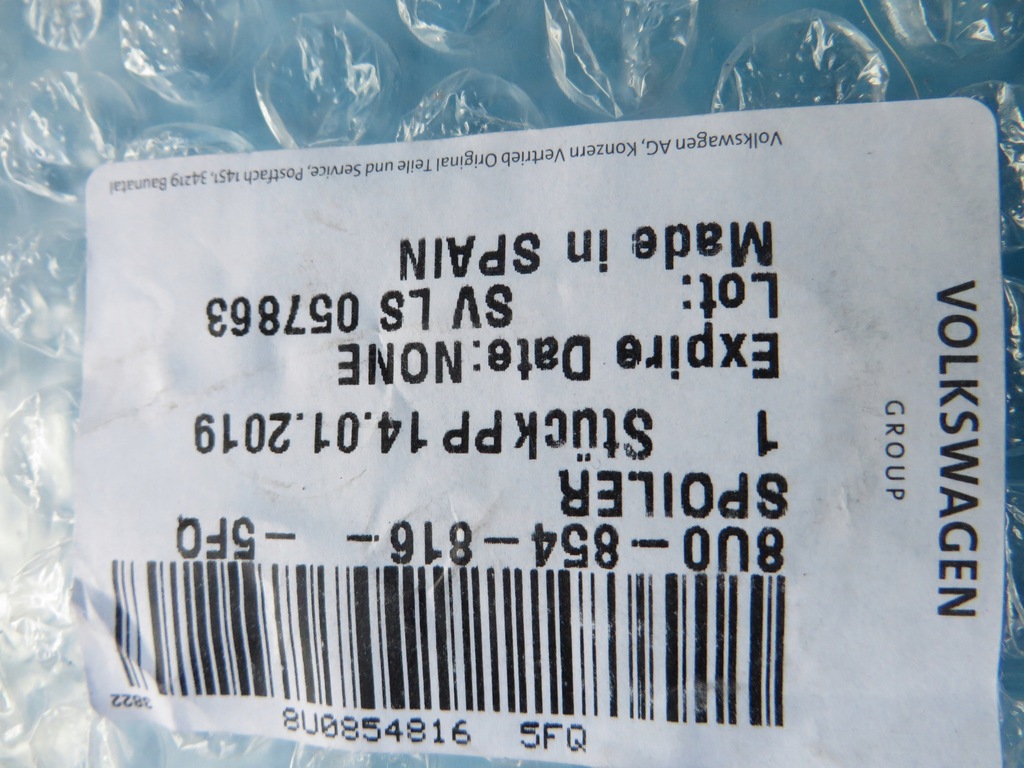 8U0854816 5FQ
3822
8U0-854-816- -5FQ
SPOILER
1 Stück PP 14.01.2019
Expire Date: NONE
Lot: SV LS 057863
Made in SPAIN
Volkswagen AG, Konzern Vertrieb Original Teile und Service, Postfach 1451, 34219 Baunatal
VOLKSWAGEN
GROUP